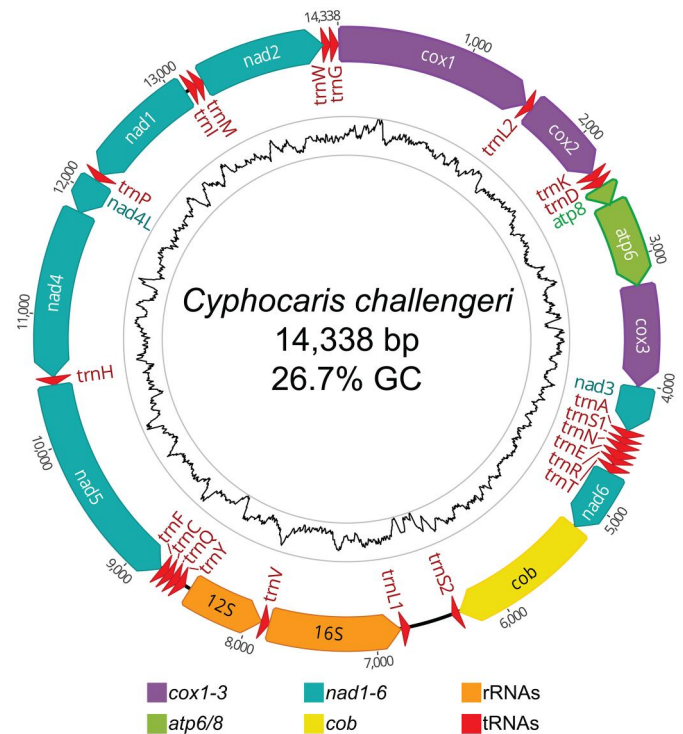 14,338
cox1
1,000
trnL2
cox2
2,000
trnK
trnD
atp8
atp6
3,000
cox3
4,000
nad3
trnA
trnS1
trnN
trnE
trnR
trnT
nad6
5,000
cob
6,000
trnS2
trnL1
7,000
16S
trnV
8,000
12S
trnY
trnQ
trnC
trnF
9,000
nad5
10,000
trnH
11,000
nad4
nad4L
12,000
trnP
nad1
13,000
trnI
trnM
nad2
trnW
trnG
Cyphocaris challengeri
14,338 bp
26.7% GC
cox1-3
nad1-6
rRNAs
atp6/8
cob
tRNAs